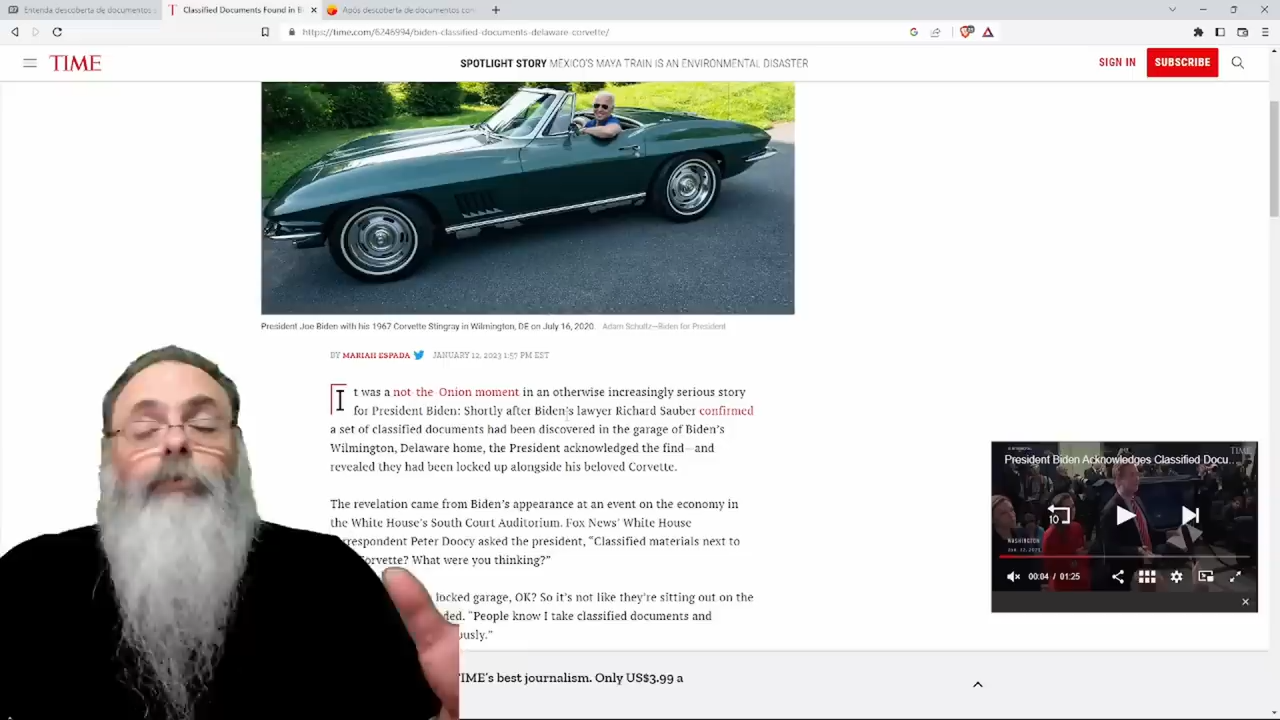 Entenda descoberta de documentos
Classified Documents Found in B
Após descoberta de documentos con
https://time.com/6246994/biden-classified-documents-delaware-corvette/
TIME
SPOTLIGHT STORY MEXICO'S MAYA TRAIN IS AN ENVIRONMENTAL DISASTER
SIGN IN
SUBSCRIBE
President Joe Biden with his 1967 Corvette Stingray in Wilmington, DE on July 16, 2020. Adam Schultz—Biden for President
BY MARIAH ESPADA JANUARY 12, 2023 1:57 PM EST
It was a not-the-Onion moment in an otherwise increasingly serious story
for President Biden: Shortly after Biden's lawyer Richard Sauber confirmed
a set of classified documents had been discovered in the garage of Biden's
Wilmington, Delaware home, the President acknowledged the find—and
revealed they had been locked up alongside his beloved Corvette.
The revelation came from Biden's appearance at an event on the economy in
the White House's South Court Auditorium. Fox News' White House
rrespondent Peter Doocy asked the president, “Classified materials next to
orvette? What were you thinking?”
locked garage, OK? So it's not like they're sitting out on the
ded. “People know I take classified documents and
ously.”
President Biden Acknowledges Classified Docu...
TIME
10
WASHINGTON
JAN. 12, 2023
00:04 / 01:25
TIME's best journalism. Only US$3.99 a